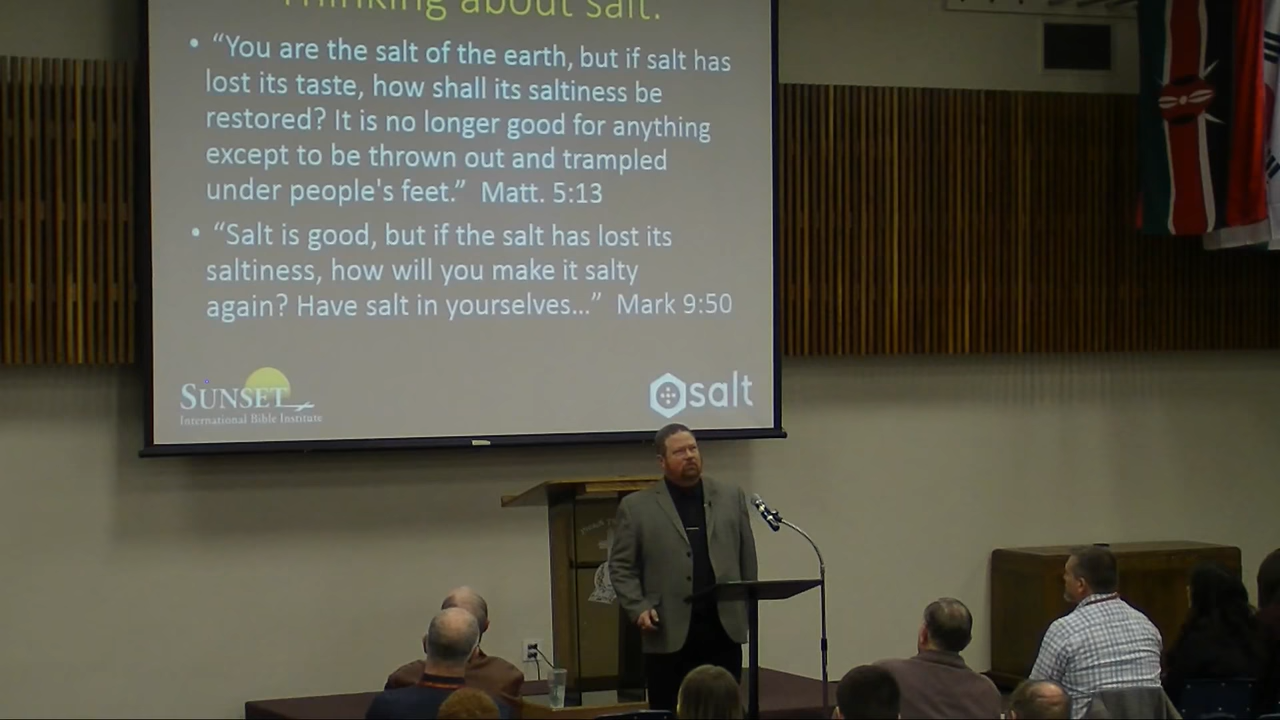 Thinking about salt.
• “You are the salt of the earth, but if salt has
lost its taste, how shall its saltiness be
restored? It is no longer good for anything
except to be thrown out and trampled
under people's feet.” Matt. 5:13
• “Salt is good, but if the salt has lost its
saltiness, how will you make it salty
again? Have salt in yourselves...” Mark 9:50
SUNSET
International Bible Institute
salt